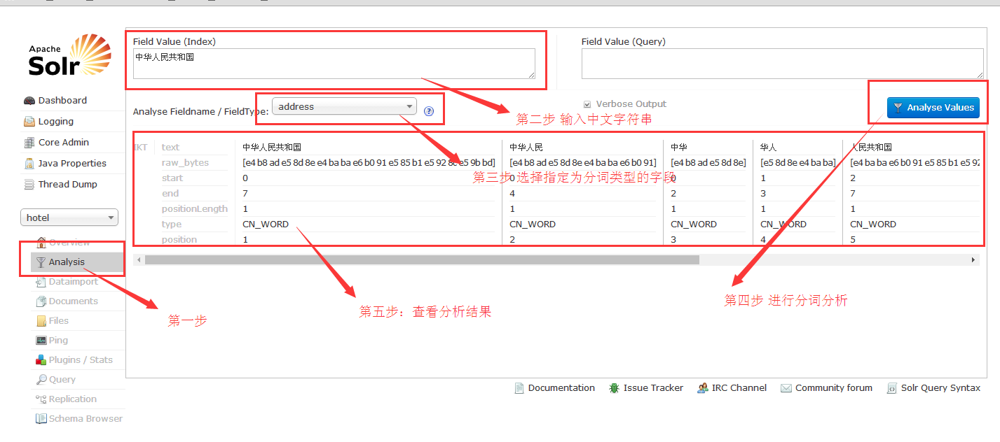 Apache
Solr
Dashboard
Logging
Core Admin
Java Properties
Thread Dump
hotel
Overview
Analysis
Dataimport
Documents
Files
Ping
Plugins / Stats
Query
Replication
Schema Browser
第一步
Field Value (Index)
中华人民共和国
Field Value (Query)
Analyse Fieldname / FieldType: address
Verbose Output
Analyse Values
第二步 输入中文字符串
第三步 选择指定为分词类型的字段
IKT text 中华人民共和国 中华人民 中华 华人 人民共和国
raw_bytes [e4 b8 ad e5 8d 8e e4 ba ba e6 b0 91 e5 85 b1 e5 92 8c e5 9b bd] [e4 b8 ad e5 8d 8e e4 ba ba e6 b0 91] [e4 b8 ad e5 8d 8e] [e5 8d 8e e4 ba ba] [e4 ba ba e6 b0 91 e5 85 b1 e5 92
start 0 0 0 1 2
end 7 4 2 3 7
positionLength 1 1 1 1 1
type CN_WORD CN_WORD CN_WORD CN_WORD CN_WORD
position 1 2 3 4 5
第四步 进行分词分析
第五步：查看分析结果
Documentation Issue Tracker IRC Channel Community forum Solr Query Syntax